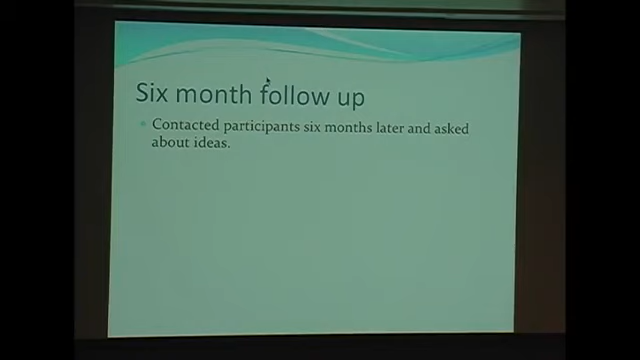 Six month follow up
Contacted participants six months later and asked
about ideas.